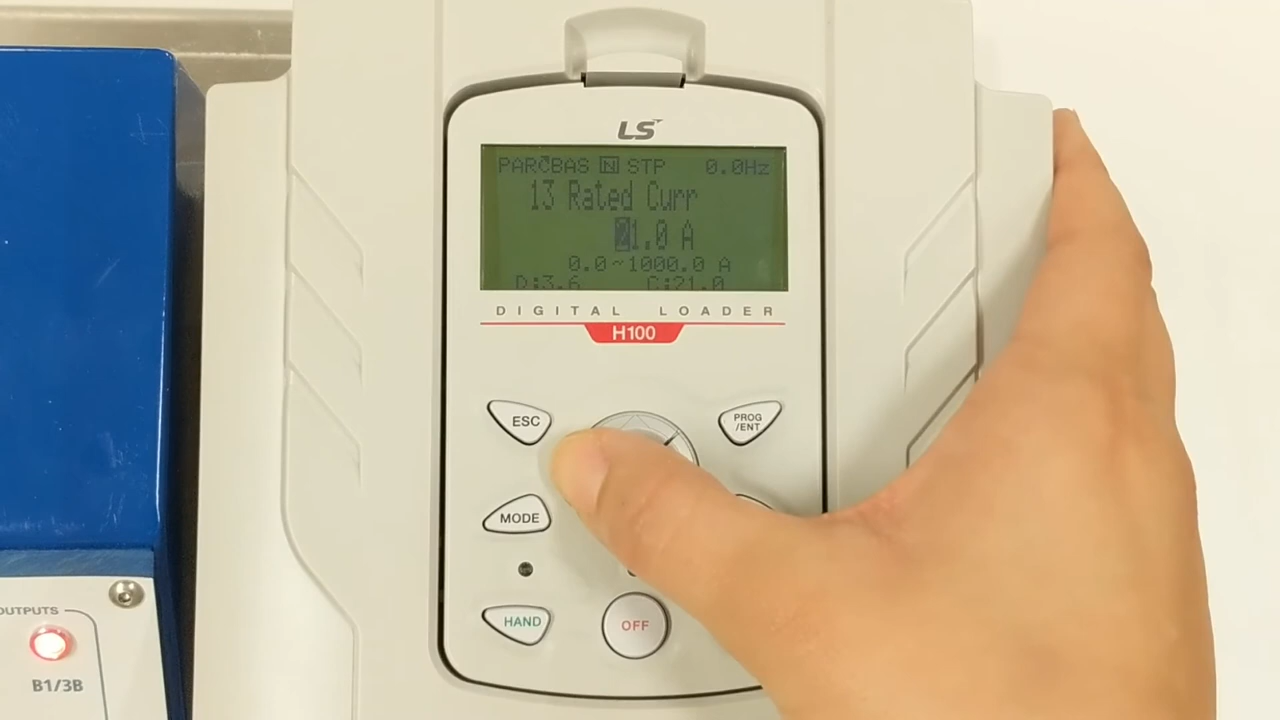 LS
PAR BAS N STP 0.0Hz
13 Rated Curr
21.0 A
0.0~1000.0 A
D:3.6 C:21.0
DIGITAL LOADER
H100
ESC
PROG
/ENT
MODE
HAND
OFF
OUTPUTS
B1/3B